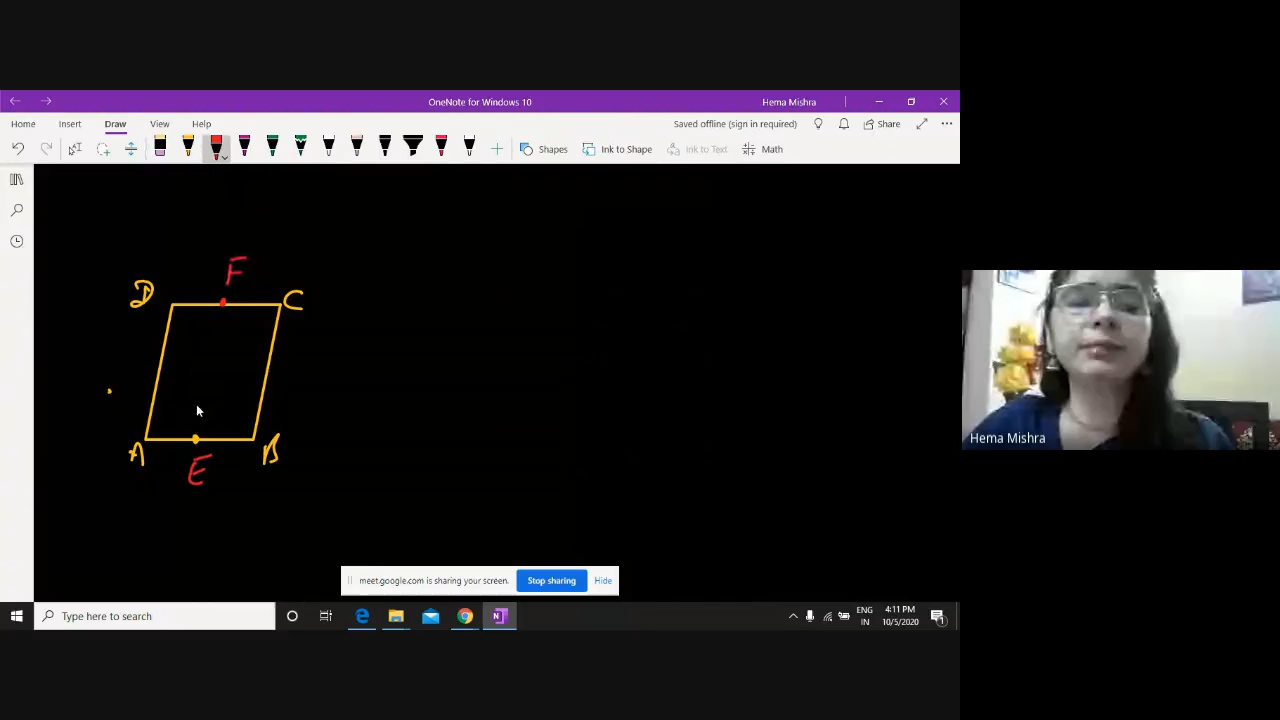 OneNote for Windows 10
Hema Mishra
Home Insert Draw View Help
Saved offline (sign in required)
Share
Shapes
Ink to Shape
Ink to Text
Math
F
D
C
A
B
E
Hema Mishra
meet.google.com is sharing your screen.
Stop sharing
Hide
Type here to search
ENG
IN
4:11 PM
10/5/2020
1